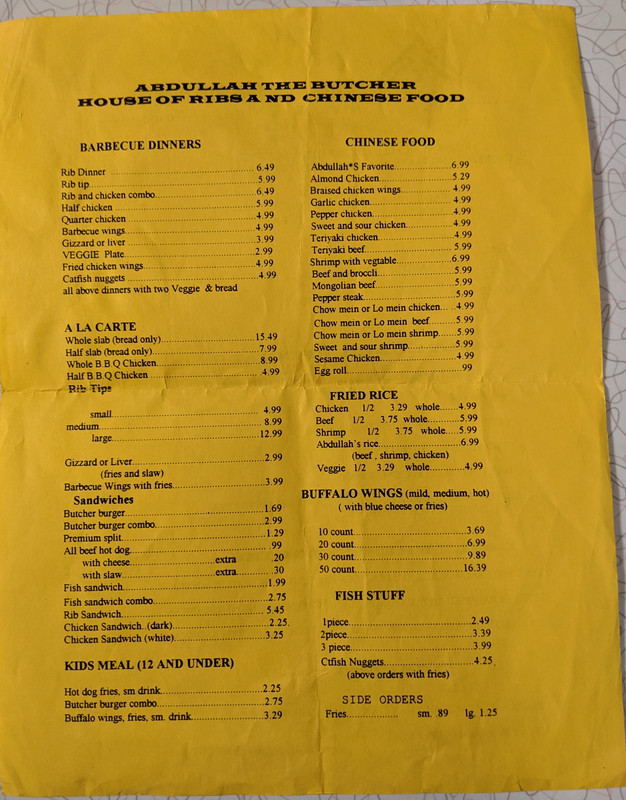 ABDULLAH THE BUTCHER
HOUSE OF RIBS A ND CHINESE FOOD
BARBECUE DINNERS
Rib Dinner ........ 6.49
Rib tip........ 5.99
Rib and chicken combo........ 6.49
Half chicken ........ 5.99
Quarter chicken ........ 4.99
Barbecue wings........ 4.99
Gizzard or liver ........ 3.99
VEGGIE Plate........ 2.99
Fried chicken wings........ 4.99
Catfish nuggets ........ 4.99
all above dinners with two Veggie & bread
A LA CARTE
Whole slab (bread only)........ 15.49
Half slab (bread only)........ 7.99
Whole B.B.Q Chicken........ 8.99
Half B.B.Q Chicken........ 4.99
Rib Tips
small........ 4.99
medium........ 8.99
large........ 12.99
Gizzard or Liver........ 2.99
(fries and slaw)
Barbecue Wings with fries........ 3.99
Sandwiches
Butcher burger........ 1.69
Butcher burger combo........ 2.99
Premium split........ 1.29
All beef hot dog........ .99
with cheese........extra .20
with slaw........extra........ .30
Fish sandwich........ 1.99
Fish sandwich combo........ 2.75
Rib Sandwich........ 5.45
Chicken Sandwich..(dark)........ 2.25.
Chicken Sandwich (white)........ 3.25
KIDS MEAL (12 AND UNDER)
Hot dog fries, sm drink........ 2.25
Butcher burger combo........ 2.75
Buffalo wings, fries, sm. drink........ 3.29
CHINESE FOOD
Abdullah*S Favorite........ 6.99
Almond Chicken........ 5.29
Braised chicken wings........ 4.99
Garlic chicken........ 4.99
Pepper chicken........ 4.99
Sweet and sour chicken........ 4.99
Teriyaki chicken........ 4.99
Teriyaki beef........ 5.99
Shrimp with vegtable........ 6.99
Beef and broccli........ 5.99
Mongolian beef........ 5.99
Pepper steak........ 5.99
Chow mein or Lo mein chicken.... 4.99
Chow mein or Lo mein beef........ 5.99
Chow mein or Lo mein shrimp...... 5.99
Sweet and sour shrimp........ 5.99
Sesame Chicken........ 4.99
Egg roll........ 99
FRIED RICE
Chicken 1/2 3.29 whole......4.99
Beef 1/2 3.75 whole........5.99
Shrimp 1/2 3.75 whole.....5.99
Abdullah's rice........6.99
(beef , shrimp, chicken)
Veggie 1/2 3.29 whole........4.99
BUFFALO WINGS (mild, medium, hot)
( with blue cheese or fries)
10 count........ 3.69
20 count........ 6.99
30 count........ 9.89
50 count........ 16.39
FISH STUFF
1piece........ 2.49
2piece........ 3.39
3 piece........ 3.99
Ctfish Nuggets........ 4.25
(above orders with fries)
SIDE ORDERS
Fries........ sm. .89 lg. 1.25